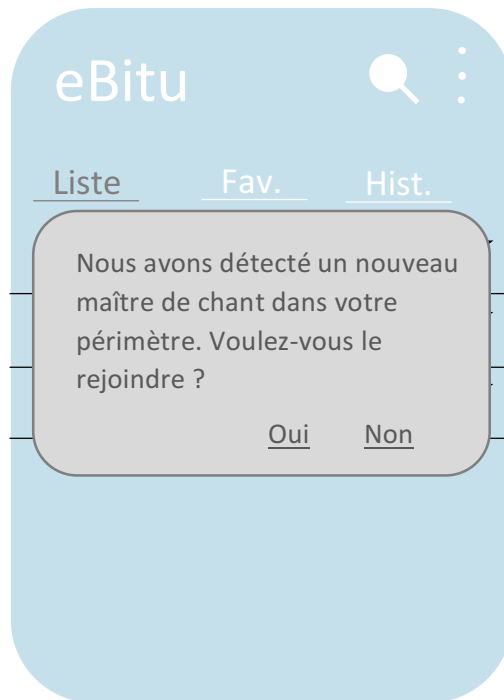 eBitu
Liste Fav. Hist.
Nous avons détecté un nouveau
maître de chant dans votre
périmètre. Voulez-vous le
rejoindre ?
Oui Non